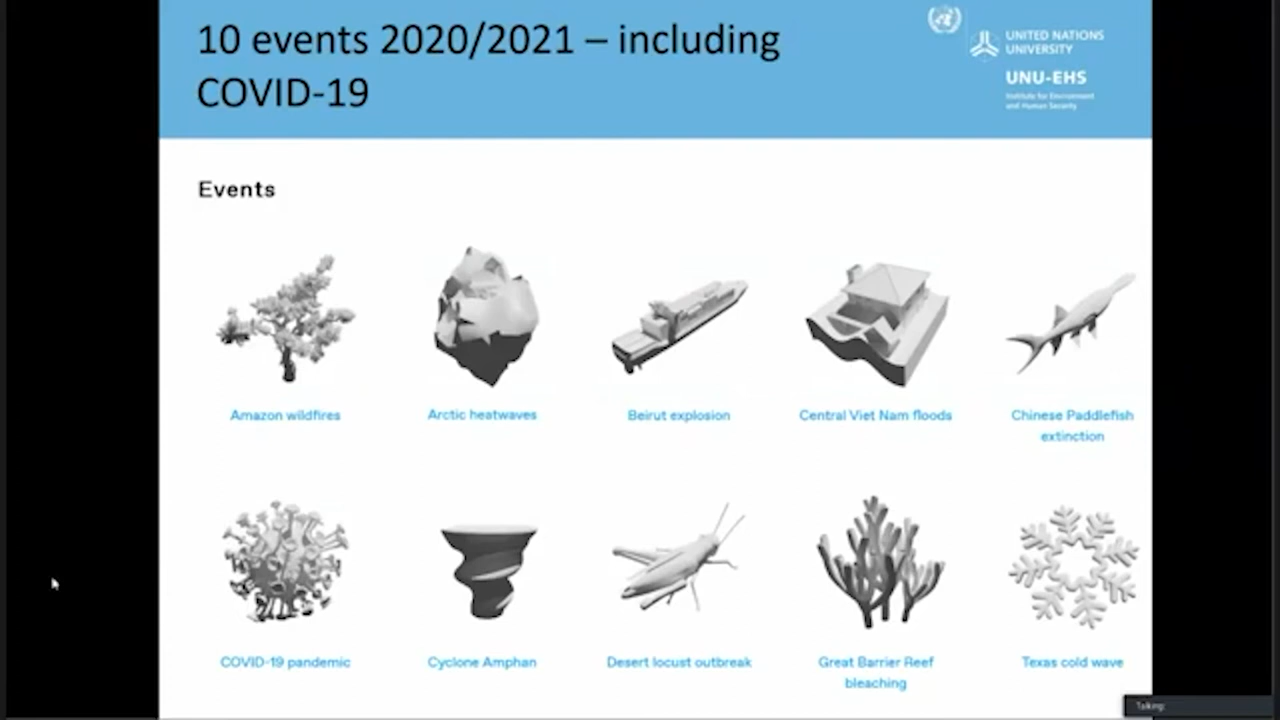 10 events 2020/2021 – including
COVID-19
UNITED NATIONS
UNIVERSITY
UNU-EHS
Institute for Environment
and Human Security
Events
Amazon wildfires
Arctic heatwaves
Beirut explosion
Central Viet Nam floods
Chinese Paddlefish
extinction
COVID-19 pandemic
Cyclone Amphan
Desert locust outbreak
Great Barrier Reef
bleaching
Texas cold wave
Talking: